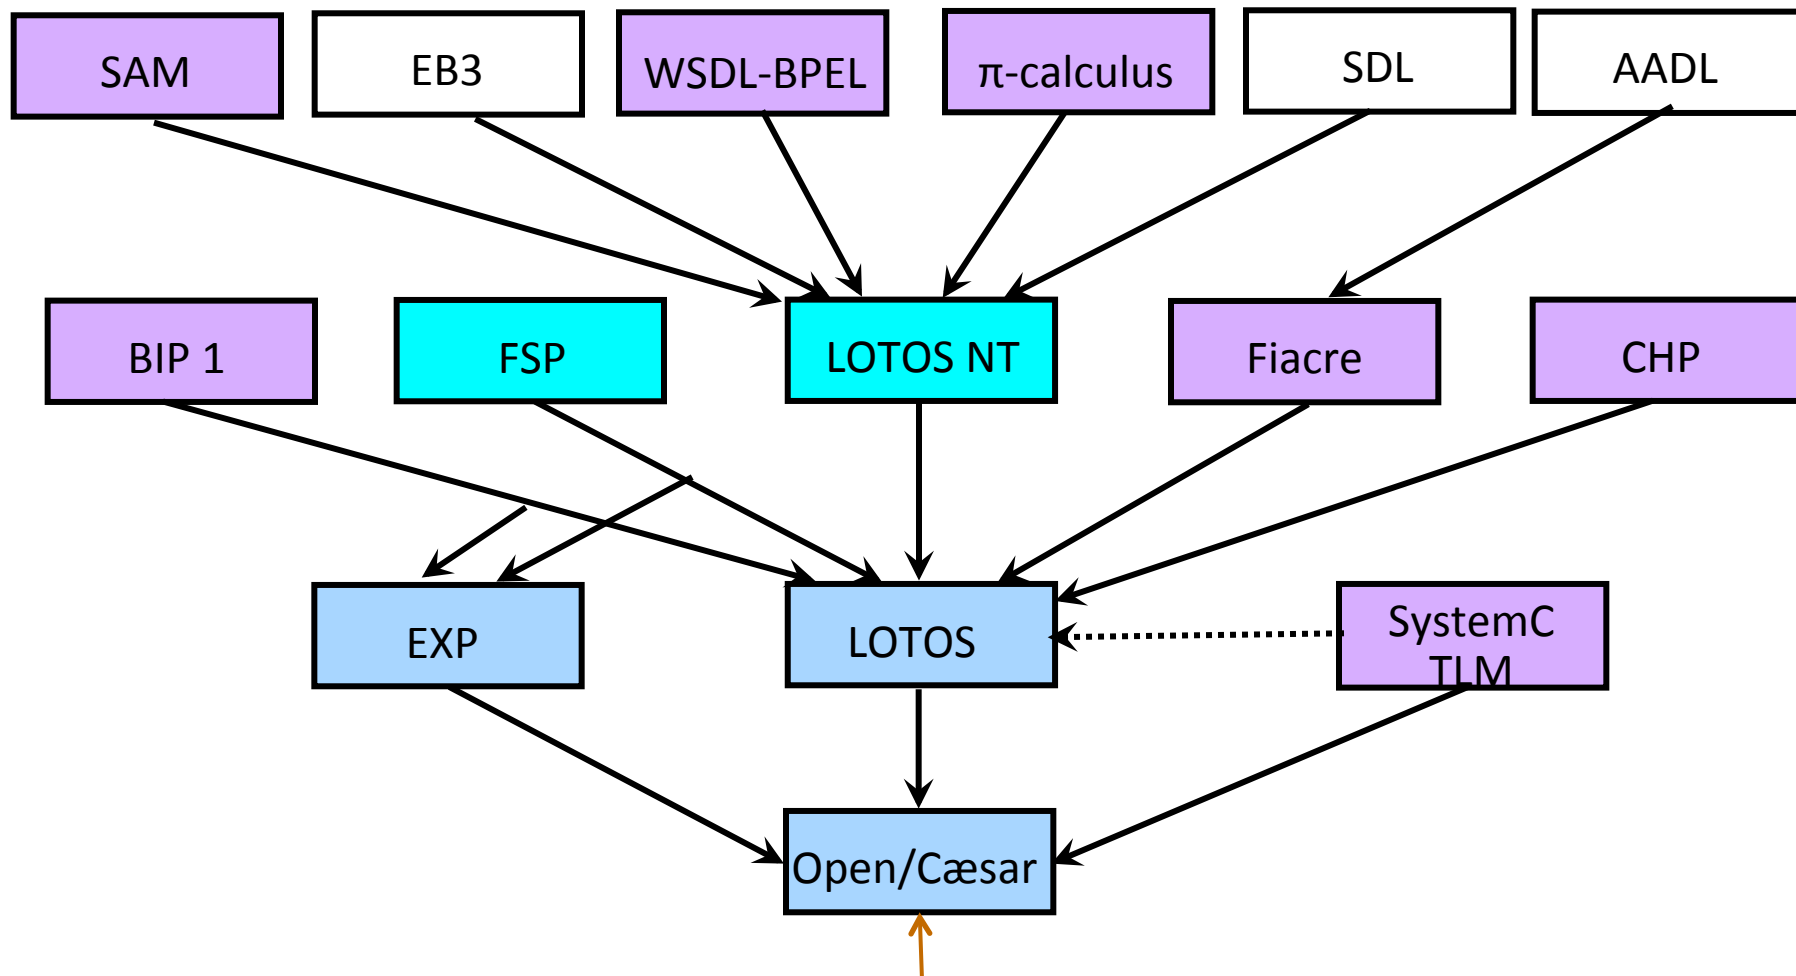 SAM
EB3
WSDL-BPEL
π-calculus
SDL
AADL
BIP 1
FSP
LOTOS NT
Fiacre
CHP
EXP
LOTOS
SystemC
TLM
Open/Cæsar